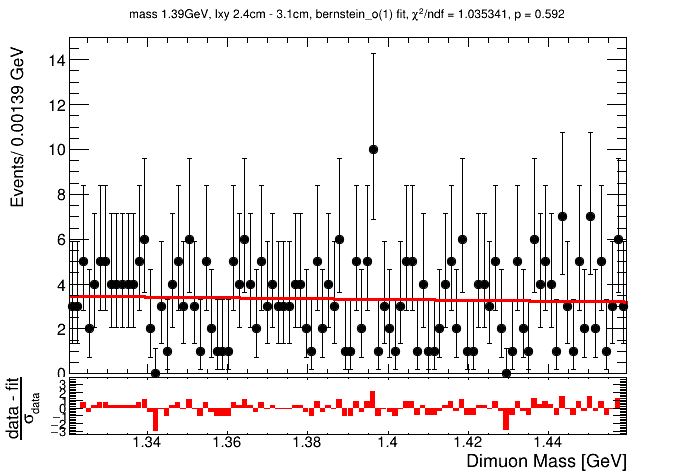 mass 1.39GeV, lxy 2.4cm - 3.1cm, bernstein_o(1) fit, χ²/ndf = 1.035341, p = 0.592
Events/ 0.00139 GeV
14
12
10
8
6
4
2
0
data - fit
σdata
3
2
1
0
−1
−2
−3
1.34 1.36 1.38 1.4 1.42 1.44
Dimuon Mass [GeV]